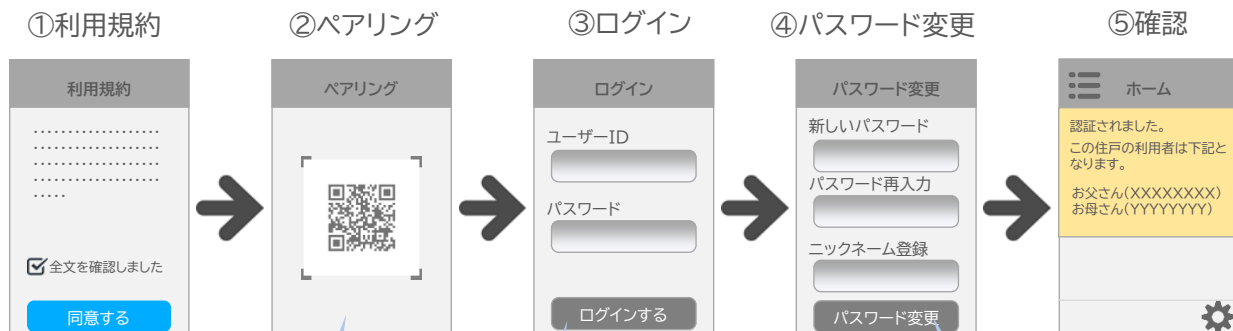 ①利用規約
②ペアリング
③ログイン
④パスワード変更
⑤確認
利用規約
全文を確認しました
同意する
ペアリング
ログイン
ユーザーID
パスワード
ログインする
パスワード変更
新しいパスワード
パスワード再入力
ニックネーム登録
パスワード変更
ホーム
認証されました。
この住戸の利用者は下記と
なります。
お父さん(XXXXXXXX)
お母さん(YYYYYYYY)